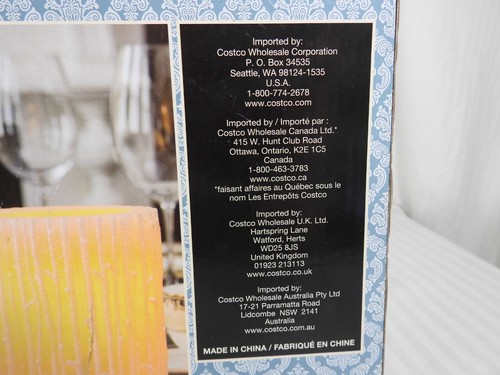 Imported by:
Costco Wholesale Corporation
P. O. Box 34535
Seattle, WA 98124-1535
U.S.A.
1-800-774-2678
www.costco.com
Imported by / Importé par :
Costco Wholesale Canada Ltd.*
415 W. Hunt Club Road
Ottawa, Ontario, K2E 1C5
Canada
1-800-463-3783
www.costco.ca
*faisant affaires au Québec sous le
nom Les Entrepôts Costco
Imported by:
Costco Wholesale U.K. Ltd.
Hartspring Lane
Watford, Herts
WD25 8JS
United Kingdom
01923 213113
www.costco.co.uk
Imported by:
Costco Wholesale Australia Pty Ltd
17-21 Parramatta Road
Lidcombe NSW 2141
Australia
www.costco.com.au
MADE IN CHINA / FABRIQUÉ EN CHINE